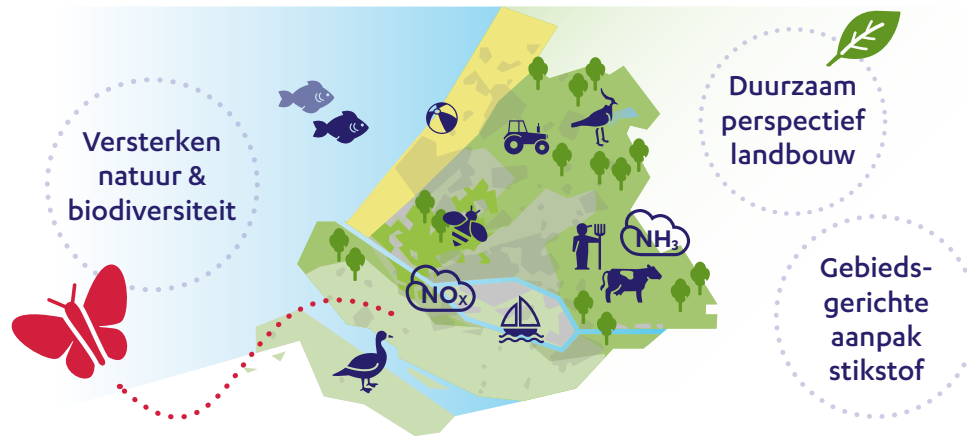 Versterken
natuur &
biodiversiteit
Duurzaam
perspectief
landbouw
NH₃
NOₓ
Gebieds-
gerichte
aanpak
stikstof